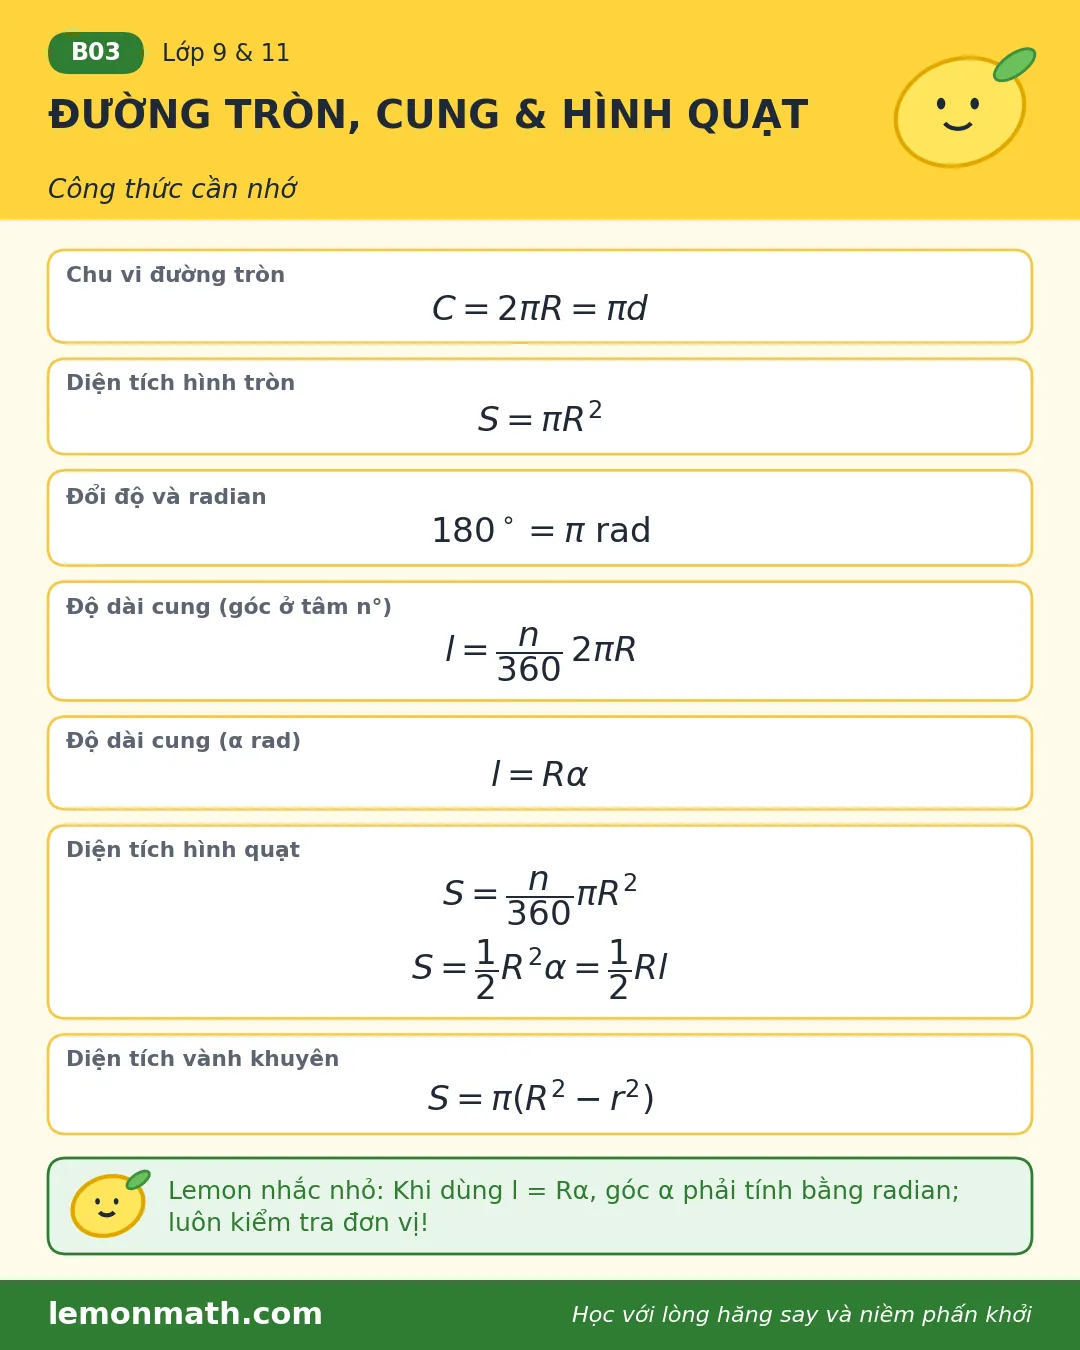 B03 Lớp 9 & 11
ĐƯỜNG TRÒN, CUNG & HÌNH QUẠT
Công thức cần nhớ
Chu vi đường tròn
C = 2πR = πd
Diện tích hình tròn
S = πR²
Đổi độ và radian
180° = π rad
Độ dài cung (góc ở tâm n°)
l = n/360 2πR
Độ dài cung (α rad)
l = Rα
Diện tích hình quạt
S = n/360 πR²
S = 1/2 R²α = 1/2 Rl
Diện tích vành khuyên
S = π(R² − r²)
Lemon nhắc nhỏ: Khi dùng l = Rα, góc α phải tính bằng radian;
luôn kiểm tra đơn vị!
lemonmath.com
Học với lòng hăng say và niềm phấn khởi